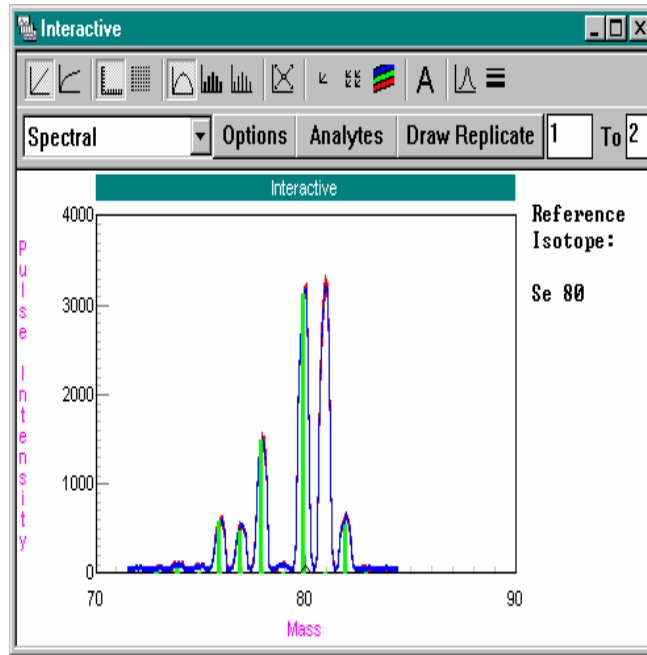 Interactive
A
Spectral Options Analytes Draw Replicate 1 To 2
Interactive
Reference
Isotope:
Se 80
Pulse Intensity
4000
3000
2000
1000
0
70 80 90
Mass